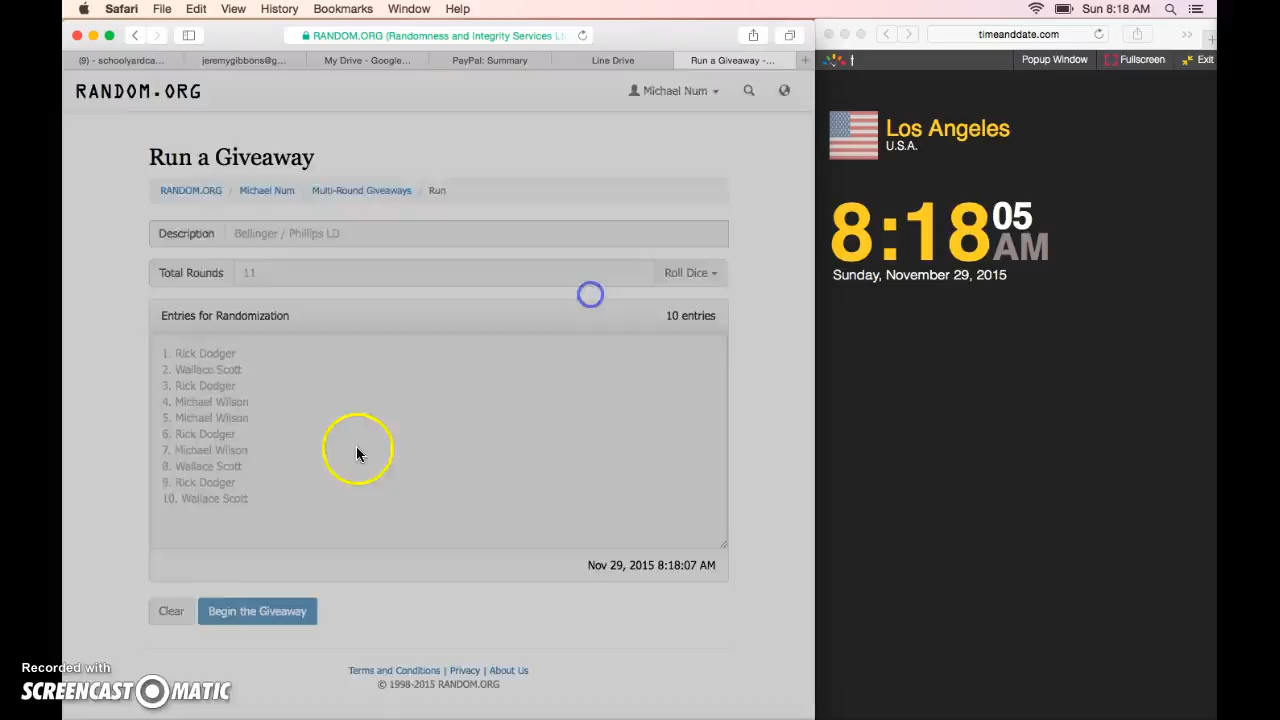 Safari File Edit View History Bookmarks Window Help
Sun 8:18 AM
RANDOM.ORG (Randomness and Integrity Services L
timeanddate.com
(9) - schoolyardca...
jeremygibbons@g...
My Drive - Google...
PayPal: Summary
Line Drive
Run a Giveaway -...
t
Popup Window
Fullscreen
Exit
RANDOM.ORG
Michael Num
Run a Giveaway
RANDOM.ORG / Michael Num Multi-Round Giveaways / Run
Description Bellinger / Phillips LD
Total Rounds 11 Roll Dice
Entries for Randomization 10 entries
1. Rick Dodger
2. Wallace Scott
3. Rick Dodger
4. Michael Wilson
5. Michael Wilson
6. Rick Dodger
7. Michael Wilson
8. Wallace Scott
9. Rick Dodger
10. Wallace Scott
Nov 29, 2015 8:18:07 AM
Clear Begin the Giveaway
Terms and Conditions | Privacy | About Us
© 1998-2015 RANDOM.ORG
Los Angeles
U.S.A.
8:18 05
AM
Sunday, November 29, 2015
Recorded with
SCREENCAST O MATIC